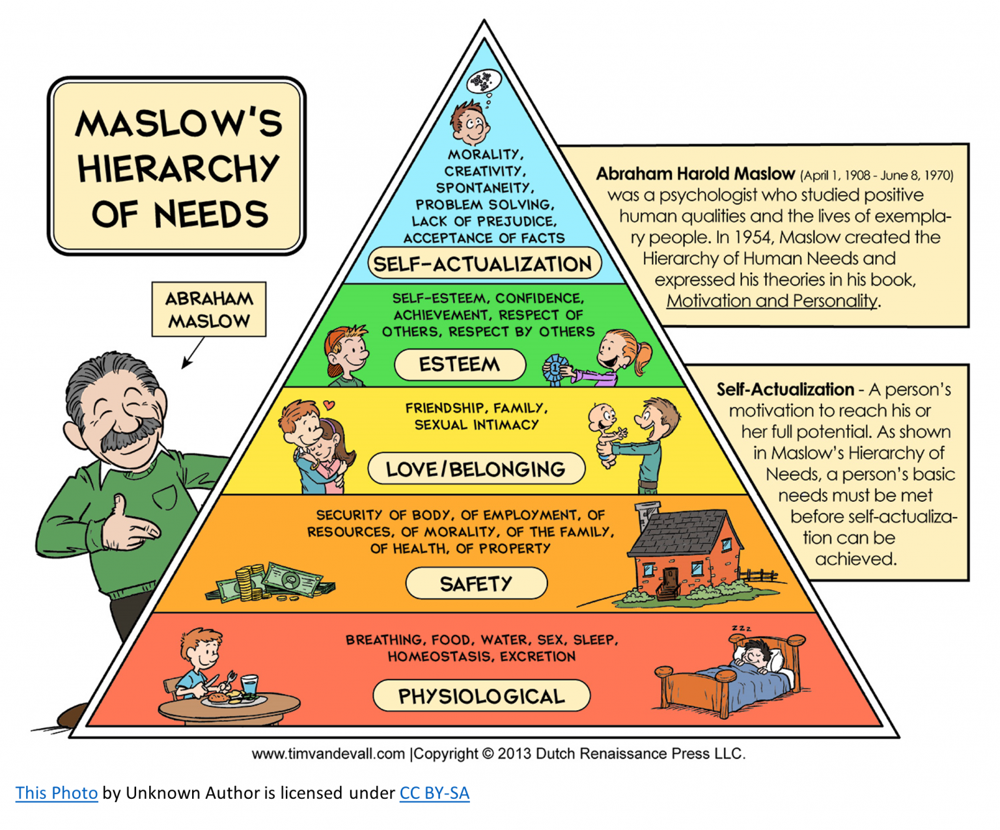 MASLOW'S
HIERARCHY
OF NEEDS
ABRAHAM
MASLOW
MORALITY,
CREATIVITY,
SPONTANEITY,
PROBLEM SOLVING,
LACK OF PREJUDICE,
ACCEPTANCE OF FACTS
SELF-ACTUALIZATION
SELF-ESTEEM, CONFIDENCE,
ACHIEVEMENT, RESPECT OF
OTHERS, RESPECT BY OTHERS
1
ESTEEM
FRIENDSHIP, FAMILY,
SEXUAL INTIMACY
LOVE/BELONGING
SECURITY OF BODY, OF EMPLOYMENT, OF
RESOURCES, OF MORALITY, OF THE FAMILY,
OF HEALTH, OF PROPERTY
SAFETY
BREATHING, FOOD, WATER, SEX, SLEEP,
HOMEOSTASIS, EXCRETION
zzz
PHYSIOLOGICAL
Abraham Harold Maslow (April 1, 1908 - June 8, 1970)
was a psychologist who studied positive
human qualities and the lives of exempla-
ry people. In 1954, Maslow created the
Hierarchy of Human Needs and
expressed his theories in his book,
Motivation and Personality.
Self-Actualization - A person's
motivation to reach his or
her full potential. As shown
in Maslow's Hierarchy of
Needs, a person's basic
needs must be met
before self-actualiza-
tion can be
achieved.
www.timvandevall.com |Copyright © 2013 Dutch Renaissance Press LLC.
This Photo by Unknown Author is licensed under CC BY-SA